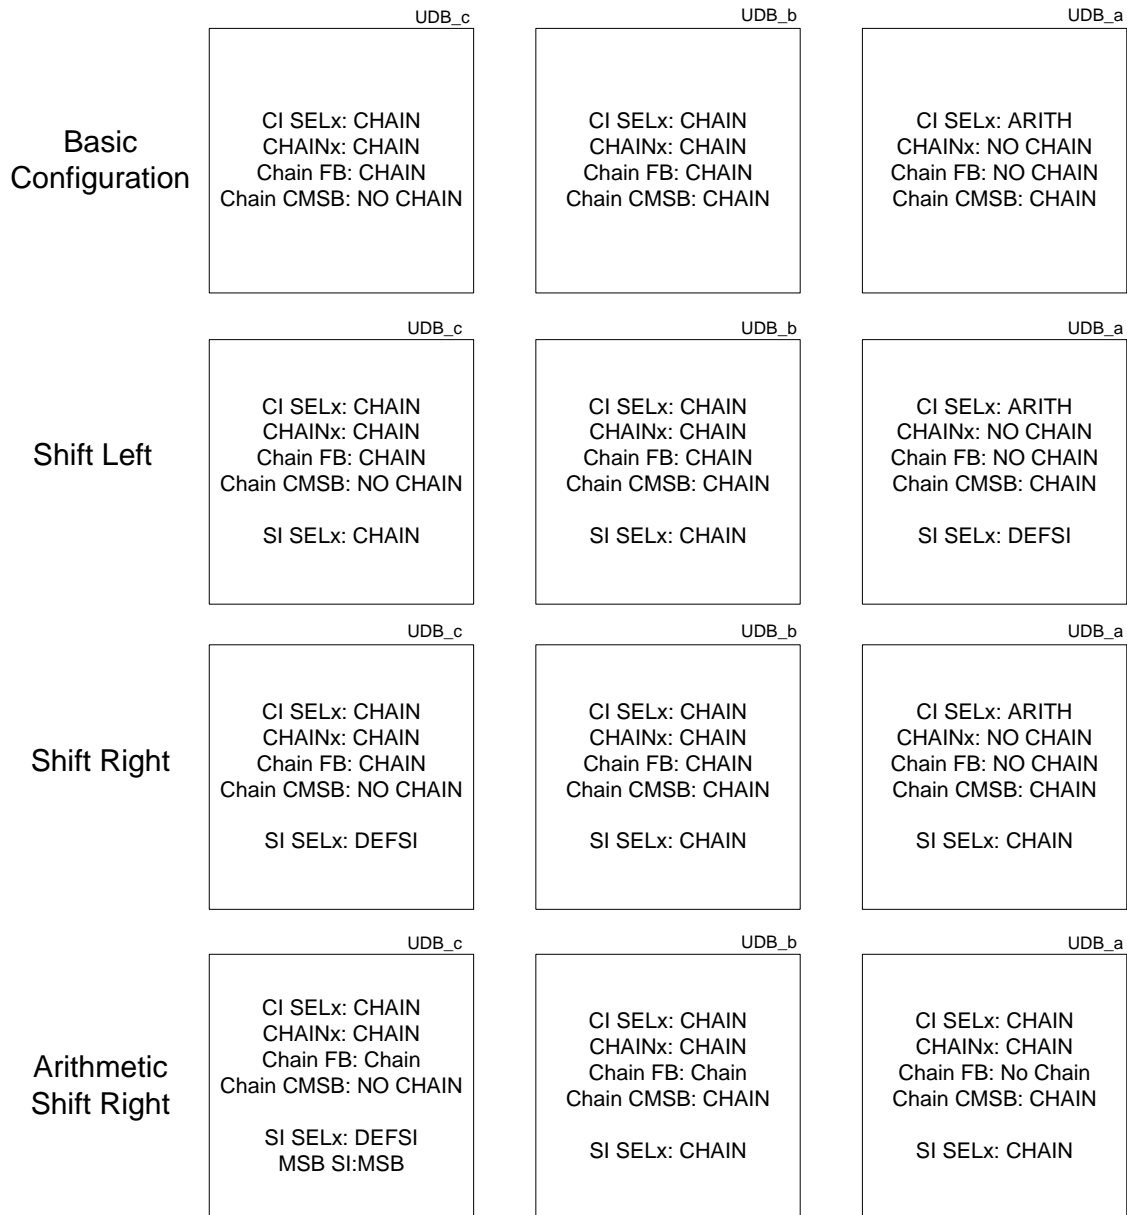 UDB_c
UDB_b
UDB_a
Basic
Configuration
CI SELx: CHAIN
CHAINx: CHAIN
Chain FB: CHAIN
Chain CMSB: NO CHAIN
CI SELx: CHAIN
CHAINx: CHAIN
Chain FB: CHAIN
Chain CMSB: CHAIN
CI SELx: ARITH
CHAINx: NO CHAIN
Chain FB: NO CHAIN
Chain CMSB: CHAIN
UDB_c
UDB_b
UDB_a
Shift Left
CI SELx: CHAIN
CHAINx: CHAIN
Chain FB: CHAIN
Chain CMSB: NO CHAIN
SI SELx: CHAIN
CI SELx: CHAIN
CHAINx: CHAIN
Chain FB: CHAIN
Chain CMSB: CHAIN
SI SELx: CHAIN
CI SELx: ARITH
CHAINx: NO CHAIN
Chain FB: NO CHAIN
Chain CMSB: CHAIN
SI SELx: DEFSI
UDB_c
UDB_b
UDB_a
Shift Right
CI SELx: CHAIN
CHAINx: CHAIN
Chain FB: CHAIN
Chain CMSB: NO CHAIN
SI SELx: DEFSI
CI SELx: CHAIN
CHAINx: CHAIN
Chain FB: CHAIN
Chain CMSB: CHAIN
SI SELx: CHAIN
CI SELx: ARITH
CHAINx: NO CHAIN
Chain FB: NO CHAIN
Chain CMSB: CHAIN
SI SELx: CHAIN
UDB_c
UDB_b
UDB_a
Arithmetic
Shift Right
CI SELx: CHAIN
CHAINx: CHAIN
Chain FB: Chain
Chain CMSB: NO CHAIN
SI SELx: DEFSI
MSB SI:MSB
CI SELx: CHAIN
CHAINx: CHAIN
Chain FB: Chain
Chain CMSB: CHAIN
SI SELx: CHAIN
CI SELx: CHAIN
CHAINx: CHAIN
Chain FB: No Chain
Chain CMSB: CHAIN
SI SELx: CHAIN